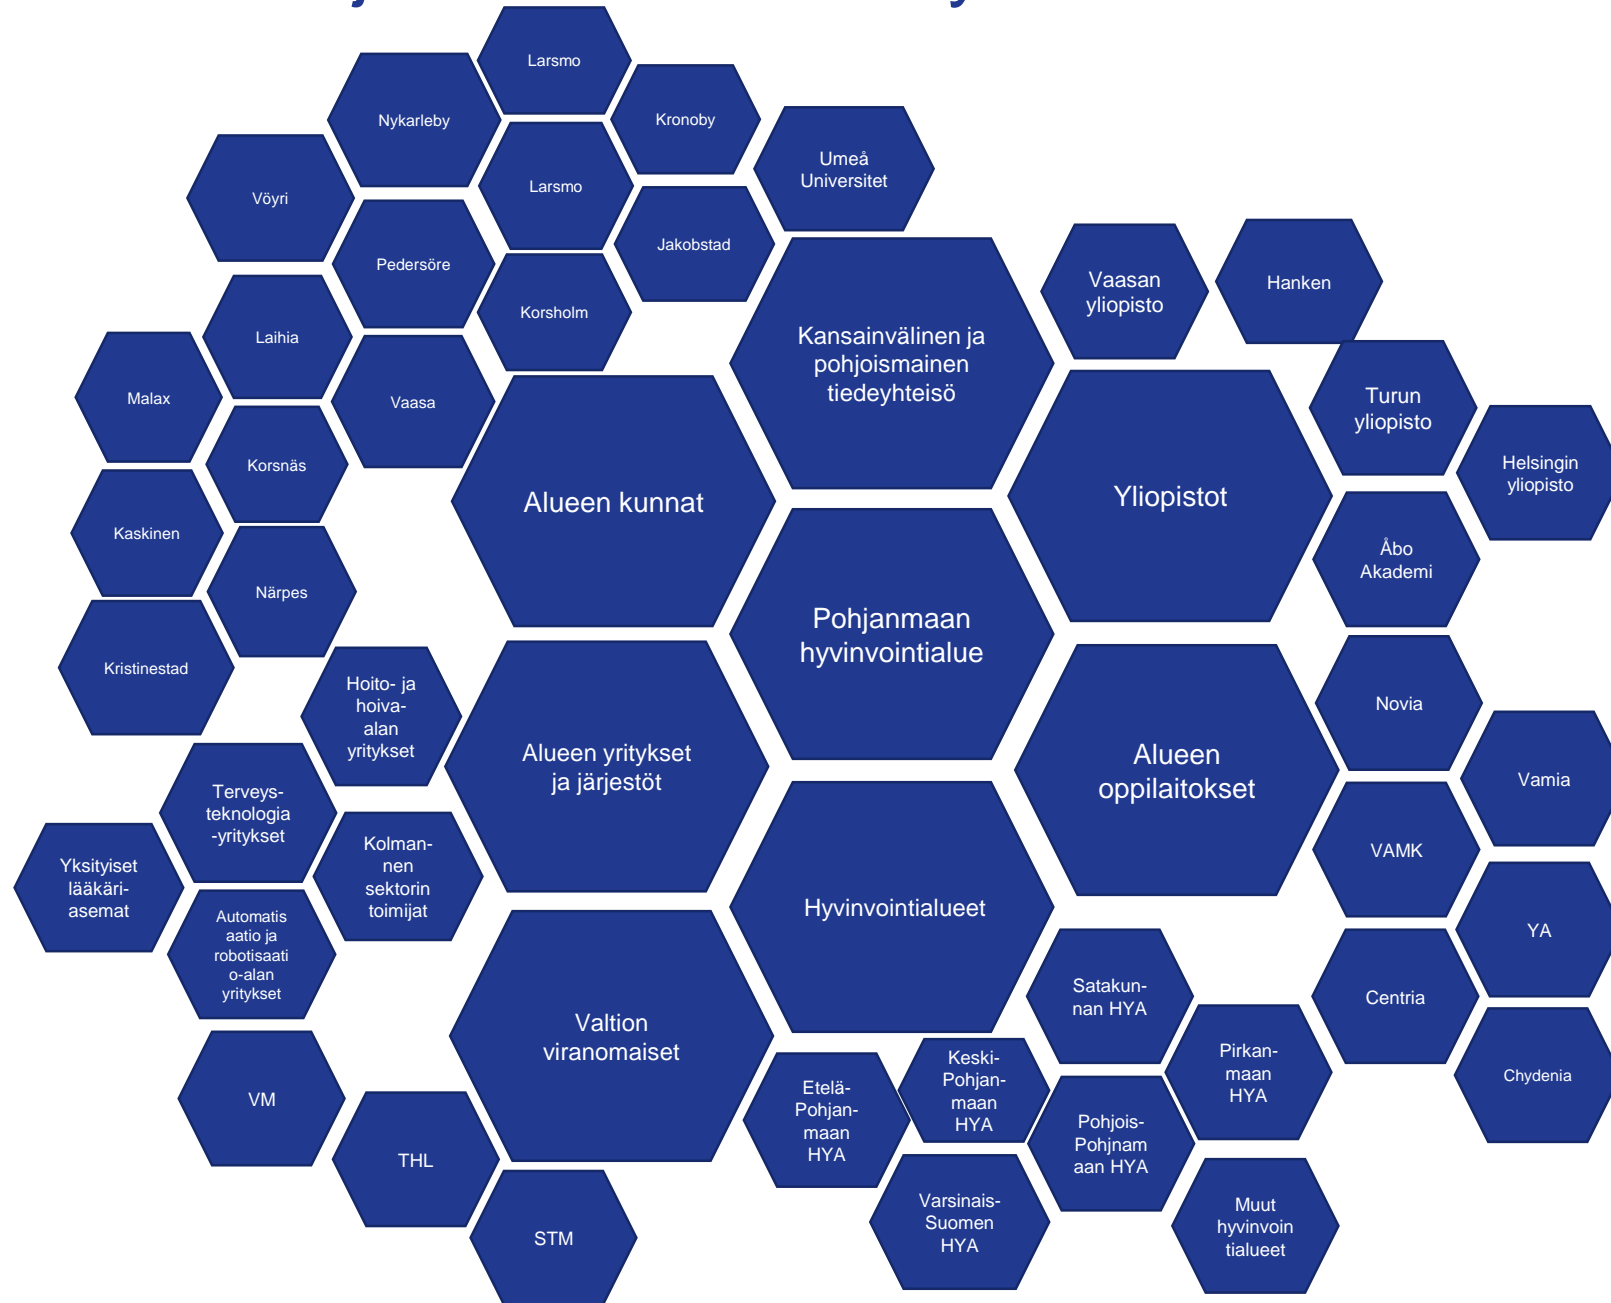 Larsmo
Nykarleby
Kronoby
Umeå
Universitet
Larsmo
Vöyri
Jakobstad
Pedersöre
Korsholm
Vaasan
yliopisto
Hanken
Laihia
Kansainvälinen ja
pohjoismainen
tiedeyhteisö
Malax
Vaasa
Turun
yliopisto
Korsnäs
Helsingin
yliopisto
Alueen kunnat
Yliopistot
Kaskinen
Åbo
Akademi
Närpes
Pohjanmaan
hyvinvointialue
Kristinestad
Hoito- ja
hoiva-
alan
yritykset
Novia
Alueen yritykset
ja järjestöt
Alueen
oppilaitokset
Vamia
Terveys-
teknologia
-yritykset
Kolman-
nen
sektorin
toimijat
VAMK
Yksityiset
lääkäri-
asemat
Hyvinvointialueet
Automatis
aatio ja
robotisaati
o-alan
yritykset
YA
Satakun-
nan HYA
Centria
Valtion
viranomaiset
Keski-
Pohjan-
maan
HYA
Pirkan-
maan
HYA
Chydenia
VM
Etelä-
Pohjan-
maan
HYA
Pohjois-
Pohjnam
aan HYA
THL
Varsinais-
Suomen
HYA
Muut
hyvinvoin
tialueet
STM